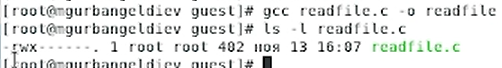 [root@mgurbangeldiev guest]# gcc readfile.c -o readfile
[root@mgurbangeldiev guest]# ls -l readfile.c
-rwx------. 1 root root 402 ноя 13 16:07 readfile.c
[root@mgurbangeldiev guest]#